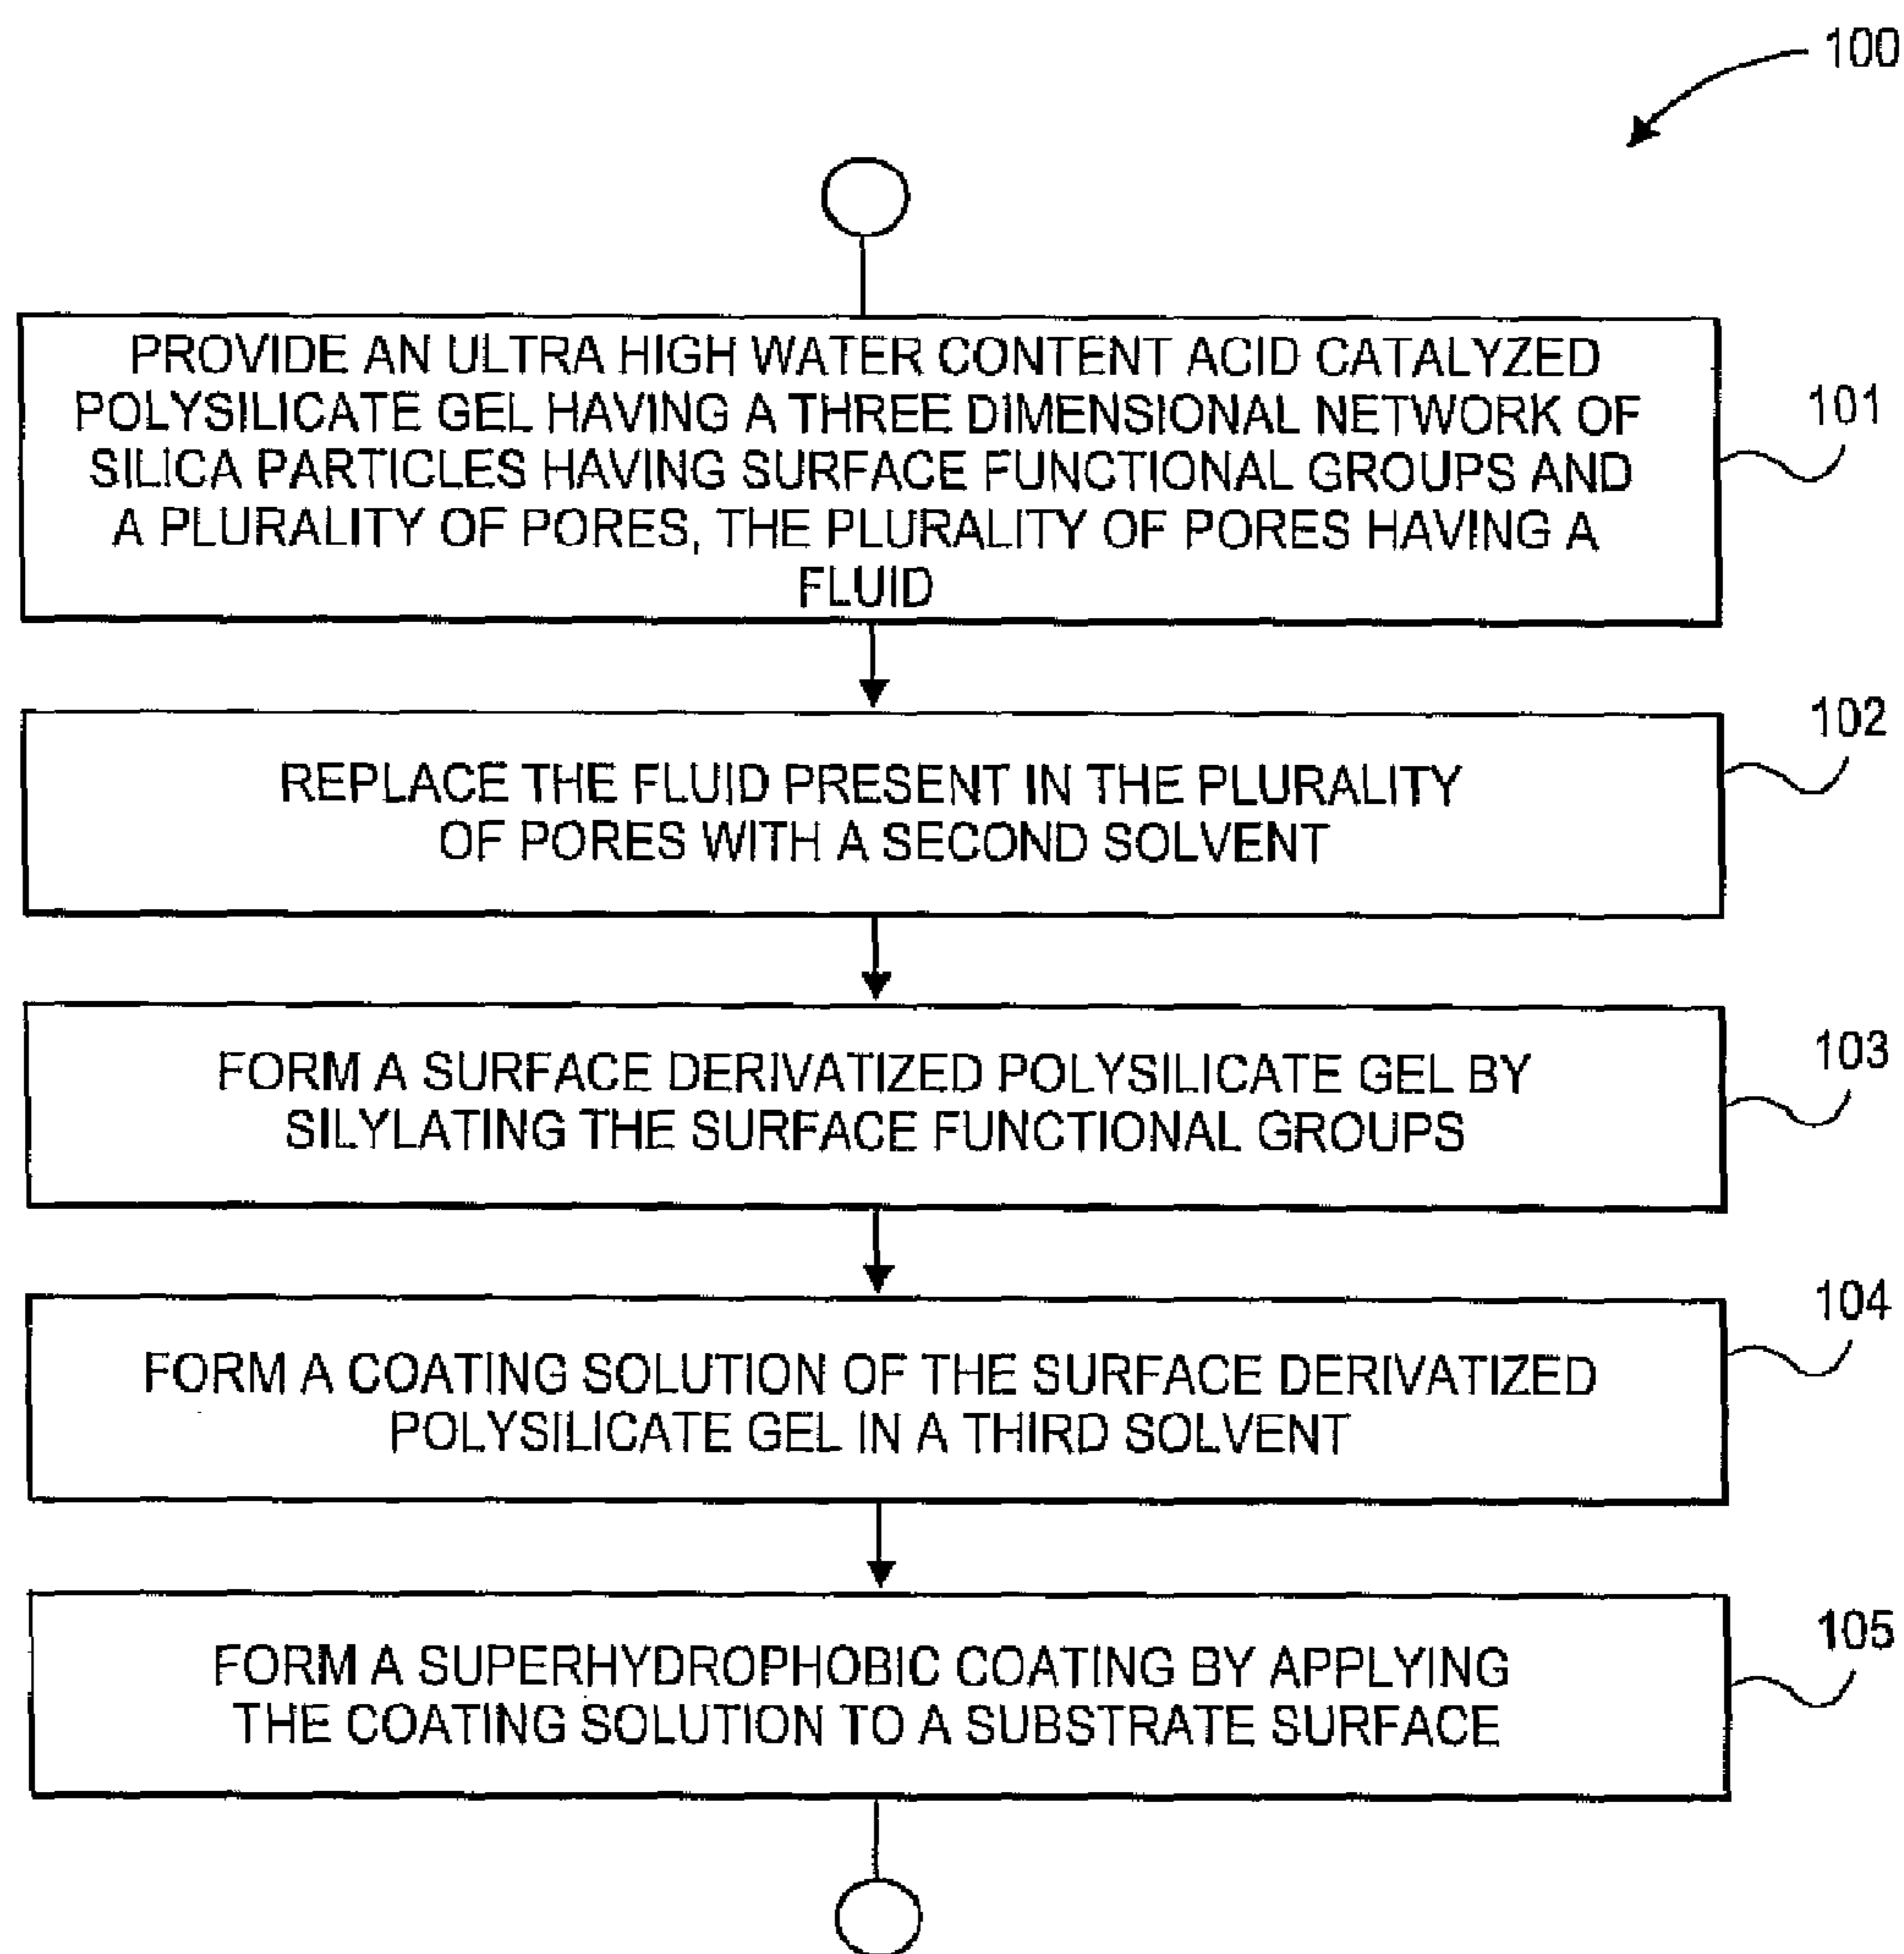 100
PROVIDE AN ULTRA HIGH WATER CONTENT ACID CATALYZED
POLYSILICATE GEL HAVING A THREE DIMENSIONAL NETWORK OF
SILICA PARTICLES HAVING SURFACE FUNCTIONAL GROUPS AND
A PLURALITY OF PORES, THE PLURALITY OF PORES HAVING A
FLUID
101
REPLACE THE FLUID PRESENT IN THE PLURALITY
OF PORES WITH A SECOND SOLVENT
102
FORM A SURFACE DERIVATIZED POLYSILICATE GEL BY
SILYLATING THE SURFACE FUNCTIONAL GROUPS
103
FORM A COATING SOLUTION OF THE SURFACE DERIVATIZED
POLYSILICATE GEL IN A THIRD SOLVENT
104
FORM A SUPERHYDROPHOBIC COATING BY APPLYING
THE COATING SOLUTION TO A SUBSTRATE SURFACE
105